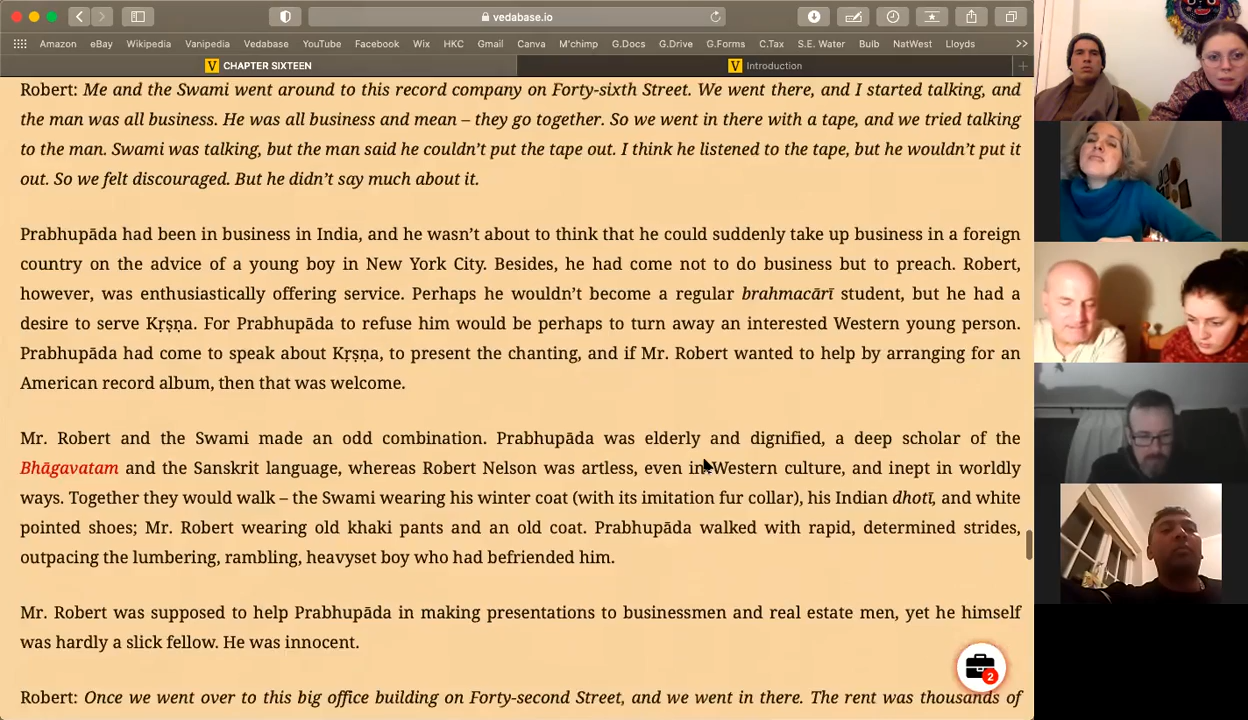 vedabase.io
Amazon eBay Wikipedia Vanipedia Vedabase YouTube Facebook Wix HKC Gmail Canva M'chimp G.Docs G.Drive G.Forms C.Tax S.E. Water Bulb NatWest Lloyds >>
V CHAPTER SIXTEEN V Introduction +
Robert: Me and the Swami went around to this record company on Forty-sixth Street. We went there, and I started talking, and
the man was all business. He was all business and mean – they go together. So we went in there with a tape, and we tried talking
to the man. Swami was talking, but the man said he couldn’t put the tape out. I think he listened to the tape, but he wouldn’t put it
out. So we felt discouraged. But he didn’t say much about it.
Prabhupāda had been in business in India, and he wasn’t about to think that he could suddenly take up business in a foreign
country on the advice of a young boy in New York City. Besides, he had come not to do business but to preach. Robert,
however, was enthusiastically offering service. Perhaps he wouldn’t become a regular brahmacārī student, but he had a
desire to serve Kṛṣṇa. For Prabhupāda to refuse him would be perhaps to turn away an interested Western young person.
Prabhupāda had come to speak about Kṛṣṇa, to present the chanting, and if Mr. Robert wanted to help by arranging for an
American record album, then that was welcome.
Mr. Robert and the Swami made an odd combination. Prabhupāda was elderly and dignified, a deep scholar of the
Bhāgavatam and the Sanskrit language, whereas Robert Nelson was artless, even in Western culture, and inept in worldly
ways. Together they would walk – the Swami wearing his winter coat (with its imitation fur collar), his Indian dhotī, and white
pointed shoes; Mr. Robert wearing old khaki pants and an old coat. Prabhupāda walked with rapid, determined strides,
outpacing the lumbering, rambling, heavyset boy who had befriended him.
Mr. Robert was supposed to help Prabhupāda in making presentations to businessmen and real estate men, yet he himself
was hardly a slick fellow. He was innocent.
2
Robert: Once we went over to this big office building on Forty-second Street, and we went in there. The rent was thousands of